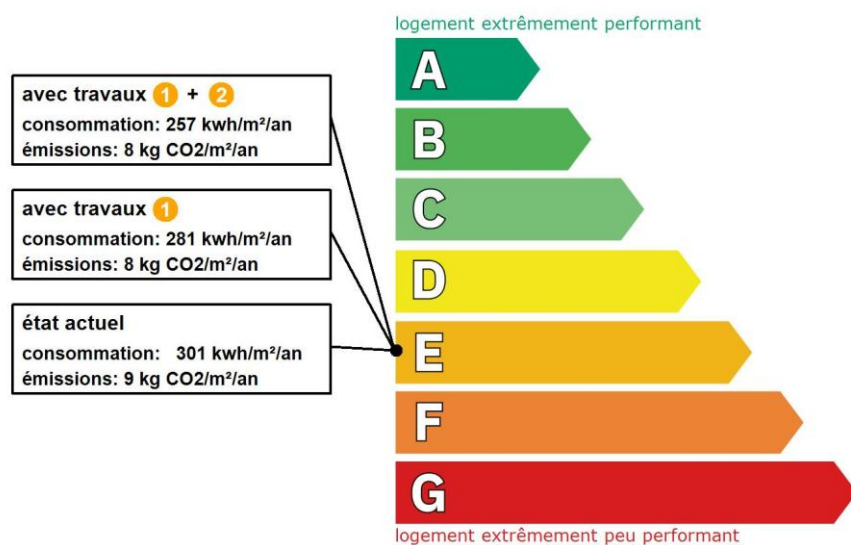 logement extrêmement performant
A
avec travaux 1 + 2
consommation: 257 kwh/m²/an
émissions: 8 kg CO2/m²/an
B
avec travaux 1
consommation: 281 kwh/m²/an
émissions: 8 kg CO2/m²/an
C
D
état actuel
consommation: 301 kwh/m²/an
émissions: 9 kg CO2/m²/an
E
F
G
logement extrêmement peu performant